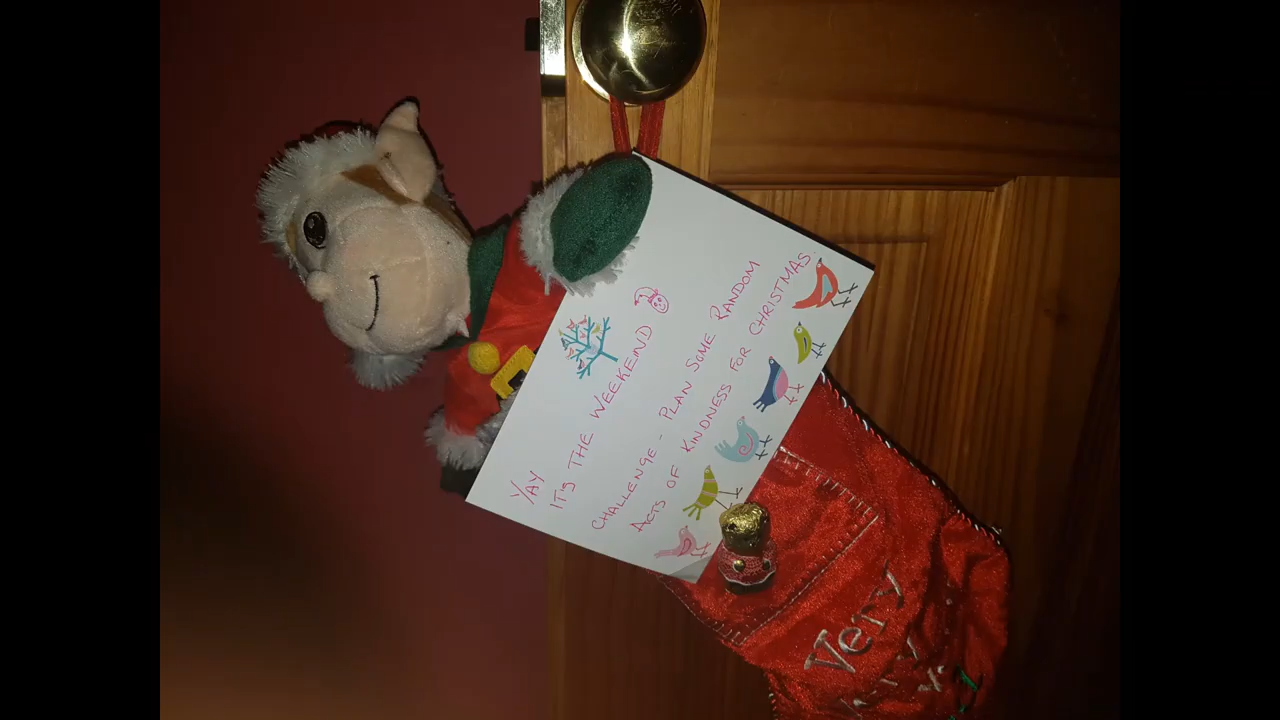 YAY
IT'S THE WEEKEND
CHALLENGE - PLAN SOME RANDOM
ACTS OF KINDNESS FOR CHRISTMAS
Very